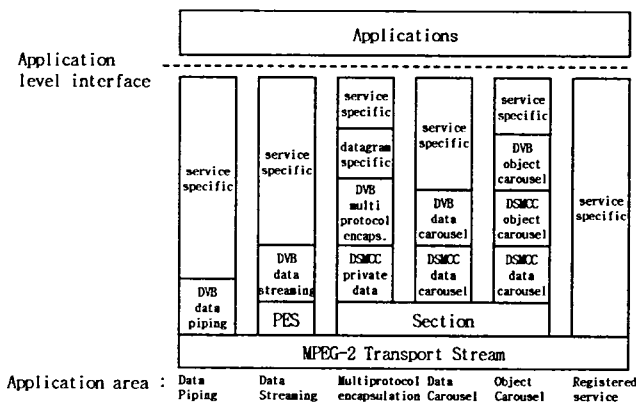 Applications
Application
level interface
service
specific
DVB
data
piping
service
specific
DVB
data
streaming
PES
service
specific
datagram
specific
DVB
multi
protocol
encaps.
DSMCC
private
data
service
specific
DVB
data
carousel
DSMCC
data
carousel
service
specific
DVB
object
carousel
DSMCC
object
carousel
DSMCC
data
carousel
Section
service
specific
MPEG-2 Transport Stream
Application area :
Data
Piping
Data
Streaming
Multiprotocol
encapsulation
Data
Carousel
Object
Carousel
Registered
service